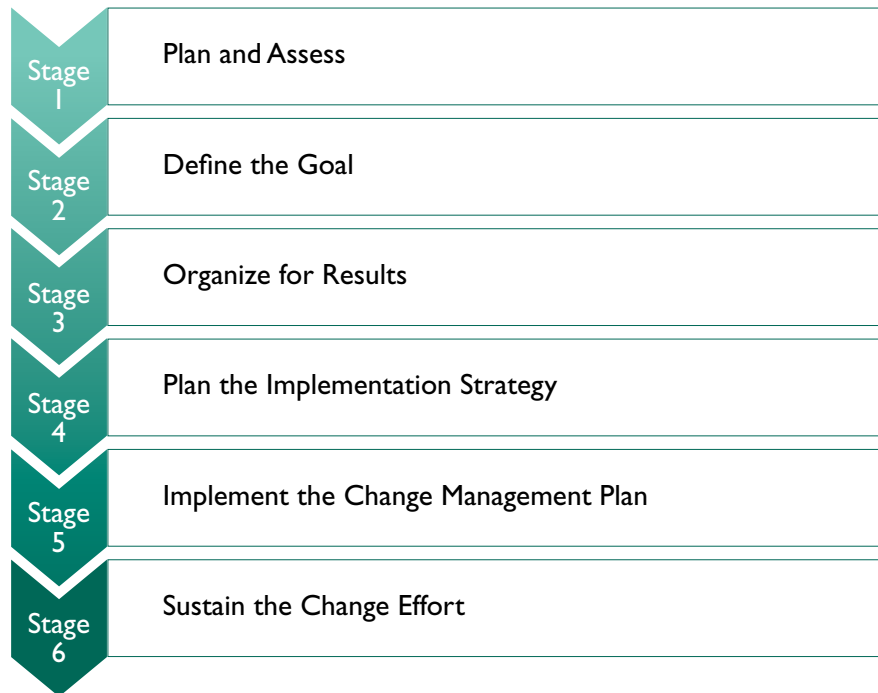 Stage
1
Plan and Assess
Stage
2
Define the Goal
Stage
3
Organize for Results
Stage
4
Plan the Implementation Strategy
Stage
5
Implement the Change Management Plan
Stage
6
Sustain the Change Effort